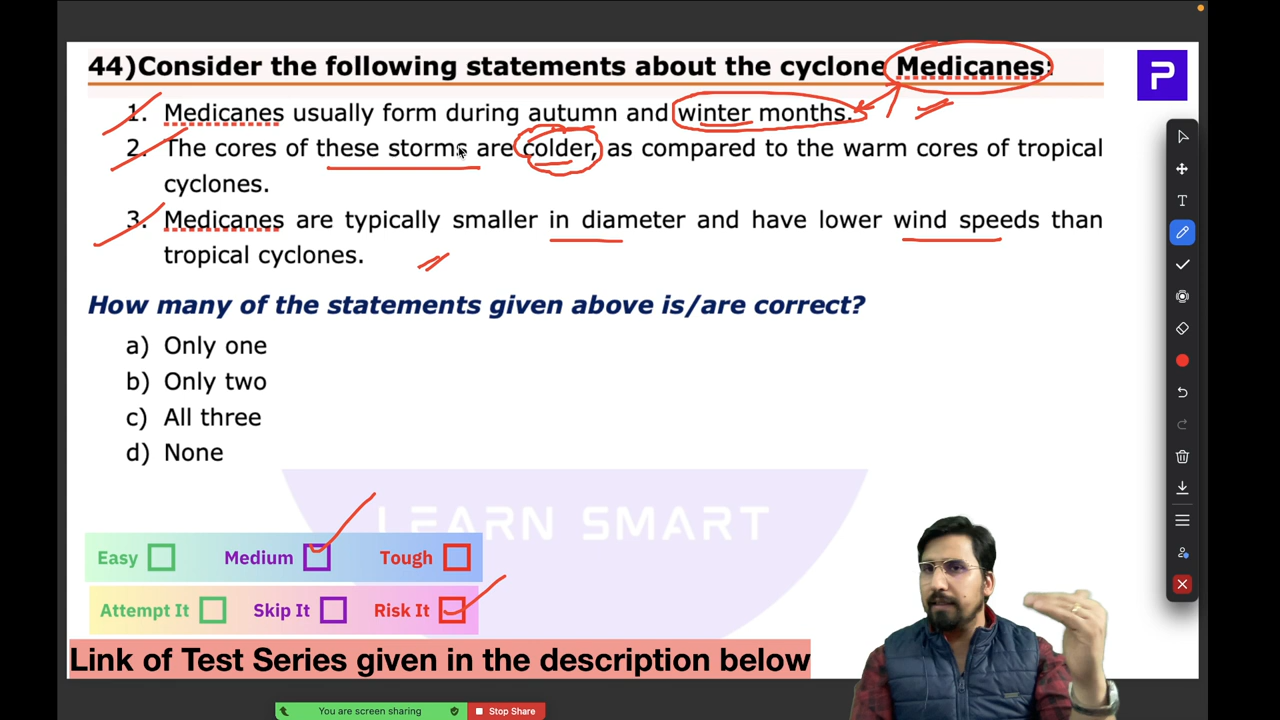 44)Consider the following statements about the cyclone Medicanes:
1. Medicanes usually form during autumn and winter months.
2. The cores of these storms are colder, as compared to the warm cores of tropical
cyclones.
3. Medicanes are typically smaller in diameter and have lower wind speeds than
tropical cyclones.
How many of the statements given above is/are correct?
a) Only one
b) Only two
c) All three
d) None
LEARN SMART
Easy Medium Tough
Attempt It Skip It Risk It
Link of Test Series given in the description below
You are screen sharing Stop Share
P
T